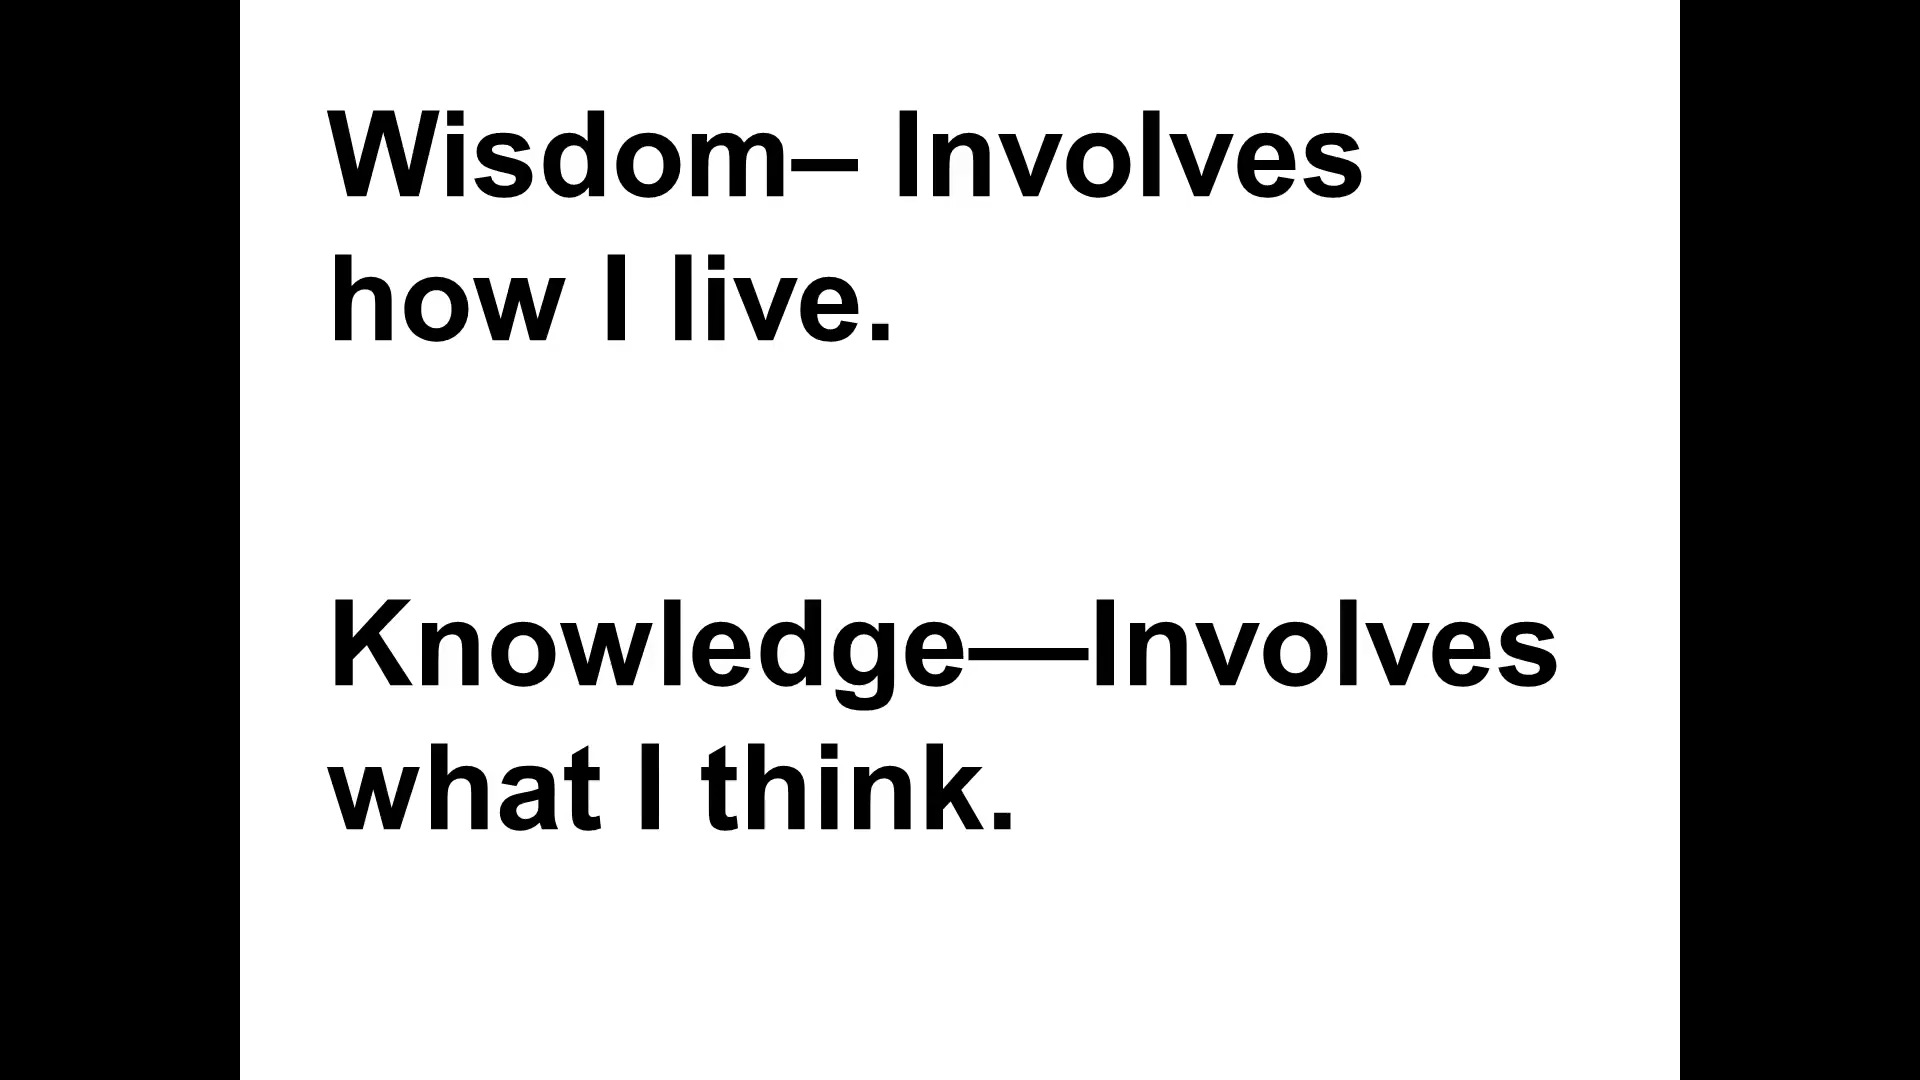 Wisdom– Involves
how I live.
Knowledge—Involves
what I think.